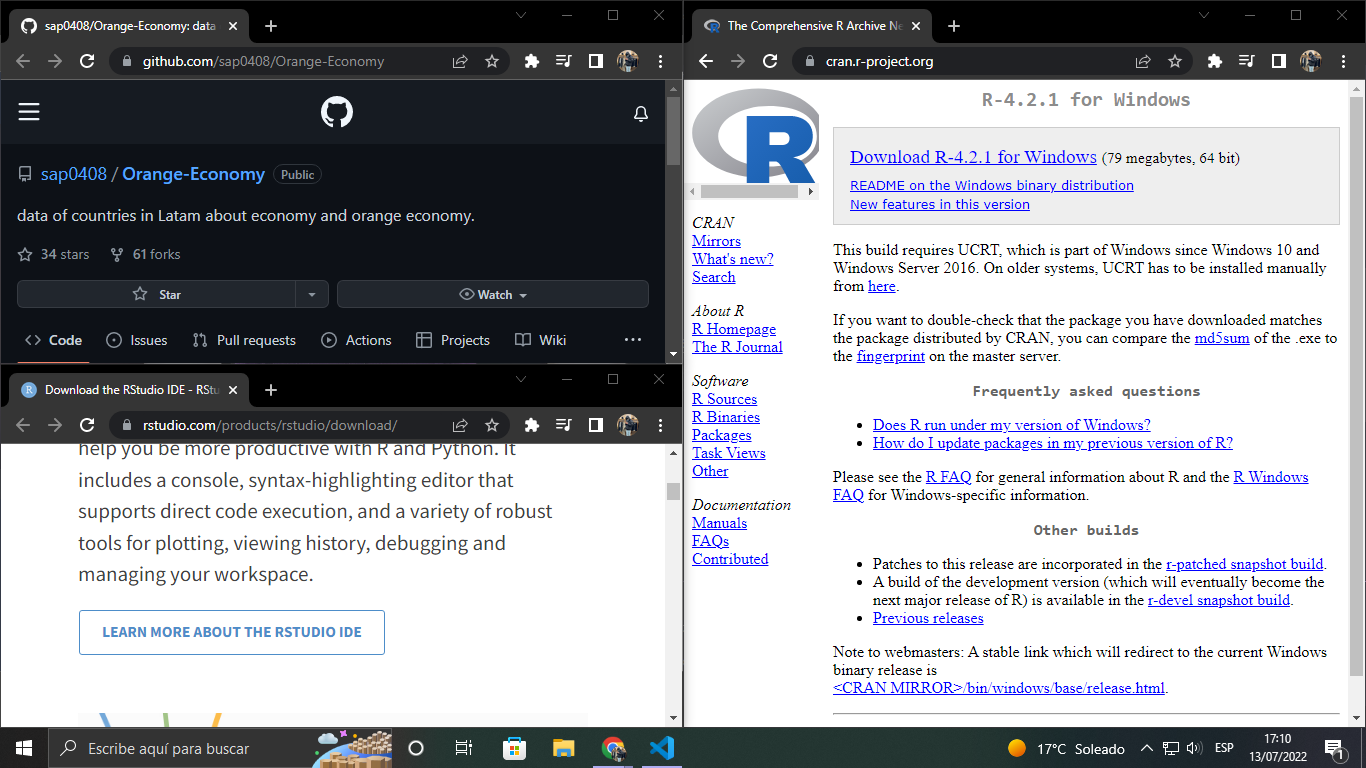 sap0408/Orange-Economy: data
github.com/sap0408/Orange-Economy
sap0408 / Orange-Economy Public
data of countries in Latam about economy and orange economy.
34 stars 61 forks
Star Watch
Code Issues Pull requests Actions Projects Wiki
Download the RStudio IDE - RStu
rstudio.com/products/rstudio/download/
help you be more productive with R and Python. It
includes a console, syntax-highlighting editor that
supports direct code execution, and a variety of robust
tools for plotting, viewing history, debugging and
managing your workspace.
LEARN MORE ABOUT THE RSTUDIO IDE
The Comprehensive R Archive Ne
cran.r-project.org
R
CRAN
Mirrors
What's new?
Search
About R
R Homepage
The R Journal
Software
R Sources
R Binaries
Packages
Task Views
Other
Documentation
Manuals
FAQs
Contributed
R-4.2.1 for Windows
Download R-4.2.1 for Windows (79 megabytes, 64 bit)
README on the Windows binary distribution
New features in this version
This build requires UCRT, which is part of Windows since Windows 10 and
Windows Server 2016. On older systems, UCRT has to be installed manually
from here.
If you want to double-check that the package you have downloaded matches
the package distributed by CRAN, you can compare the md5sum of the .exe to
the fingerprint on the master server.
Frequently asked questions
• Does R run under my version of Windows?
• How do I update packages in my previous version of R?
Please see the R FAQ for general information about R and the R Windows
FAQ for Windows-specific information.
Other builds
• Patches to this release are incorporated in the r-patched snapshot build.
• A build of the development version (which will eventually become the
next major release of R) is available in the r-devel snapshot build.
• Previous releases
Note to webmasters: A stable link which will redirect to the current Windows
binary release is
<CRAN MIRROR>/bin/windows/base/release.html.
Escribe aquí para buscar
17°C Soleado
ESP
17:10
13/07/2022
1